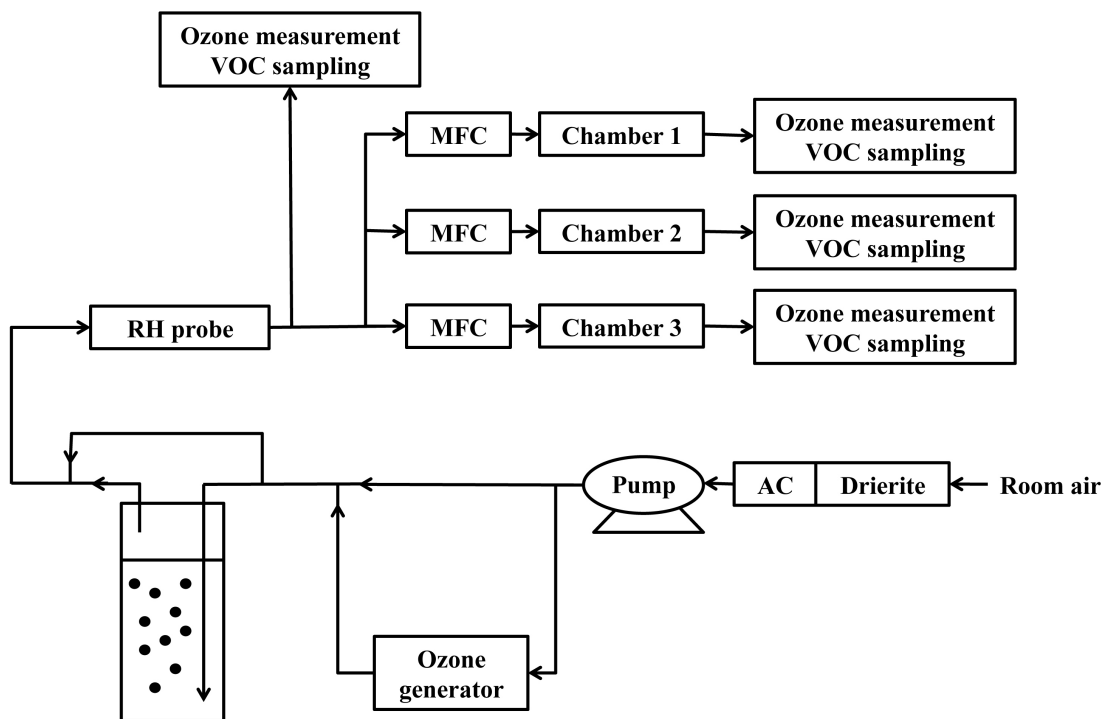 Ozone measurement
VOC sampling
MFC
Chamber 1
Ozone measurement
VOC sampling
MFC
Chamber 2
Ozone measurement
VOC sampling
RH probe
MFC
Chamber 3
Ozone measurement
VOC sampling
Pump
AC
Drierite
Room air
Ozone
generator